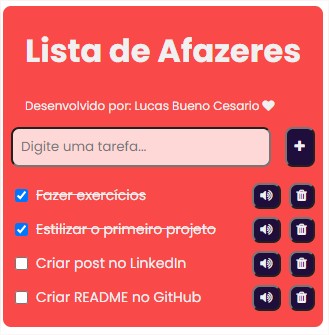 Lista de Afazeres
Desenvolvido por: Lucas Bueno Cesario
Digite uma tarefa...
Fazer exercícios
Estilizar o primeiro projeto
Criar post no LinkedIn
Criar README no GitHub